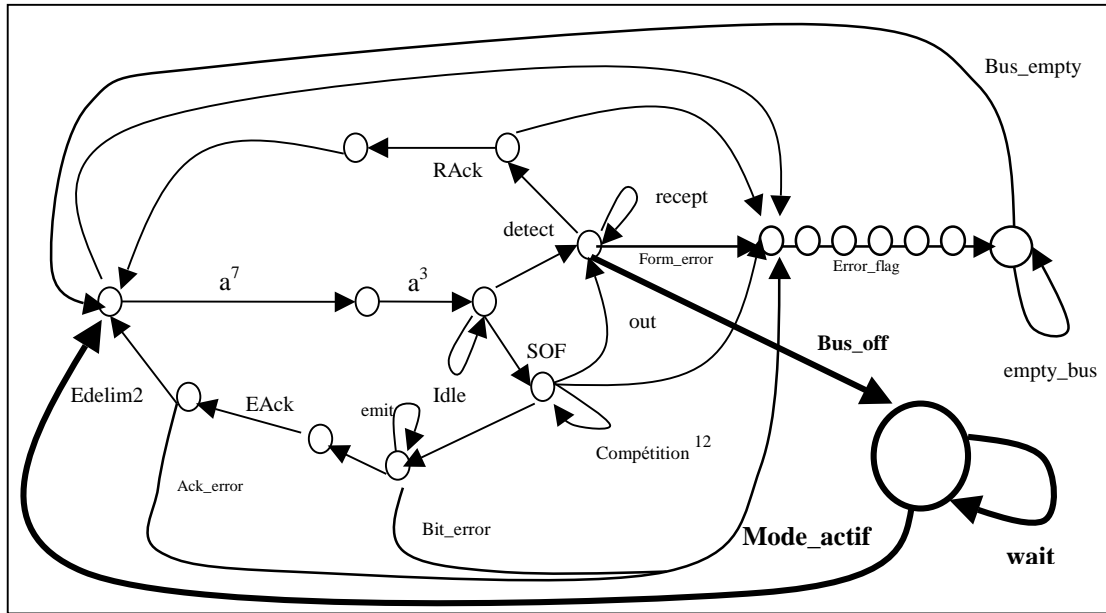 Bus_empty
RAck
recept
detect
Form_error
Error_flag
a7
a3
out
SOF
Bus_off
empty_bus
Idle
Edelim2
EAck
emit
Compétition 12
Ack_error
Bit_error
Mode_actif
wait